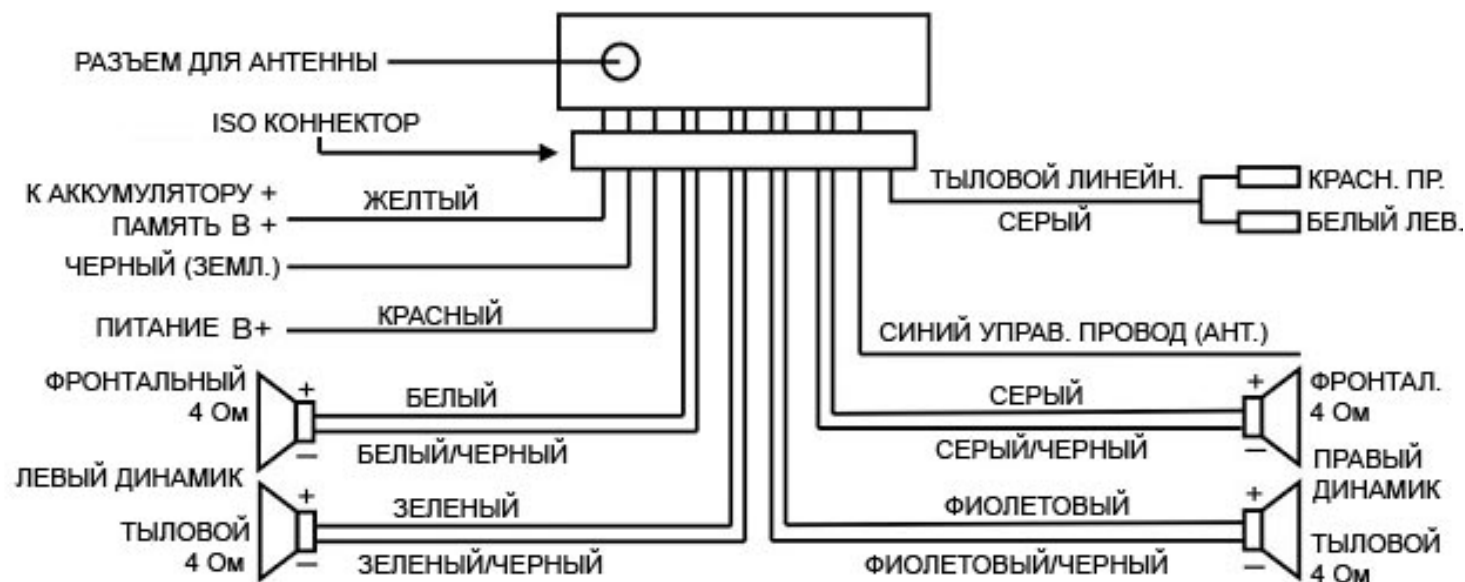 РАЗЪЕМ ДЛЯ АНТЕННЫ
ISO КОННЕКТОР
К АККУМУЛЯТОРУ +
ПАМЯТЬ В +
ЖЕЛТЫЙ
ЧЕРНЫЙ (ЗЕМЛ.)
ПИТАНИЕ В+
КРАСНЫЙ
ФРОНТАЛЬНЫЙ
4 Ом
+
–
БЕЛЫЙ
БЕЛЫЙ/ЧЕРНЫЙ
ЛЕВЫЙ ДИНАМИК
ТЫЛОВОЙ
4 Ом
+
–
ЗЕЛЕНЫЙ
ЗЕЛЕНЫЙ/ЧЕРНЫЙ
ТЫЛОВОЙ ЛИНЕЙН.
СЕРЫЙ
КРАСН. ПР.
БЕЛЫЙ ЛЕВ.
СИНИЙ УПРАВ. ПРОВОД (АНТ.)
СЕРЫЙ
СЕРЫЙ/ЧЕРНЫЙ
+
–
ФРОНТАЛ.
4 Ом
ПРАВЫЙ
ДИНАМИК
ФИОЛЕТОВЫЙ
ФИОЛЕТОВЫЙ/ЧЕРНЫЙ
+
–
ТЫЛОВОЙ
4 Ом